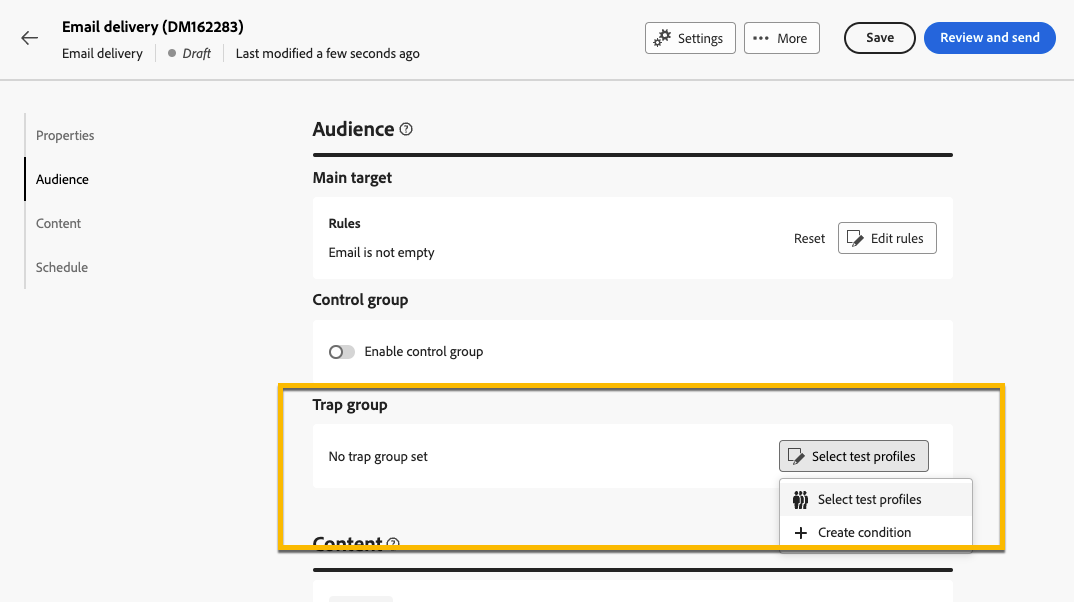 Email delivery (DM162283)
Email delivery Draft Last modified a few seconds ago
Settings
More
Save
Review and send
Properties
Audience
Content
Schedule
Audience
Main target
Rules
Email is not empty
Reset
Edit rules
Control group
Enable control group
Trap group
No trap group set
Select test profiles
Select test profiles
Create condition
Content